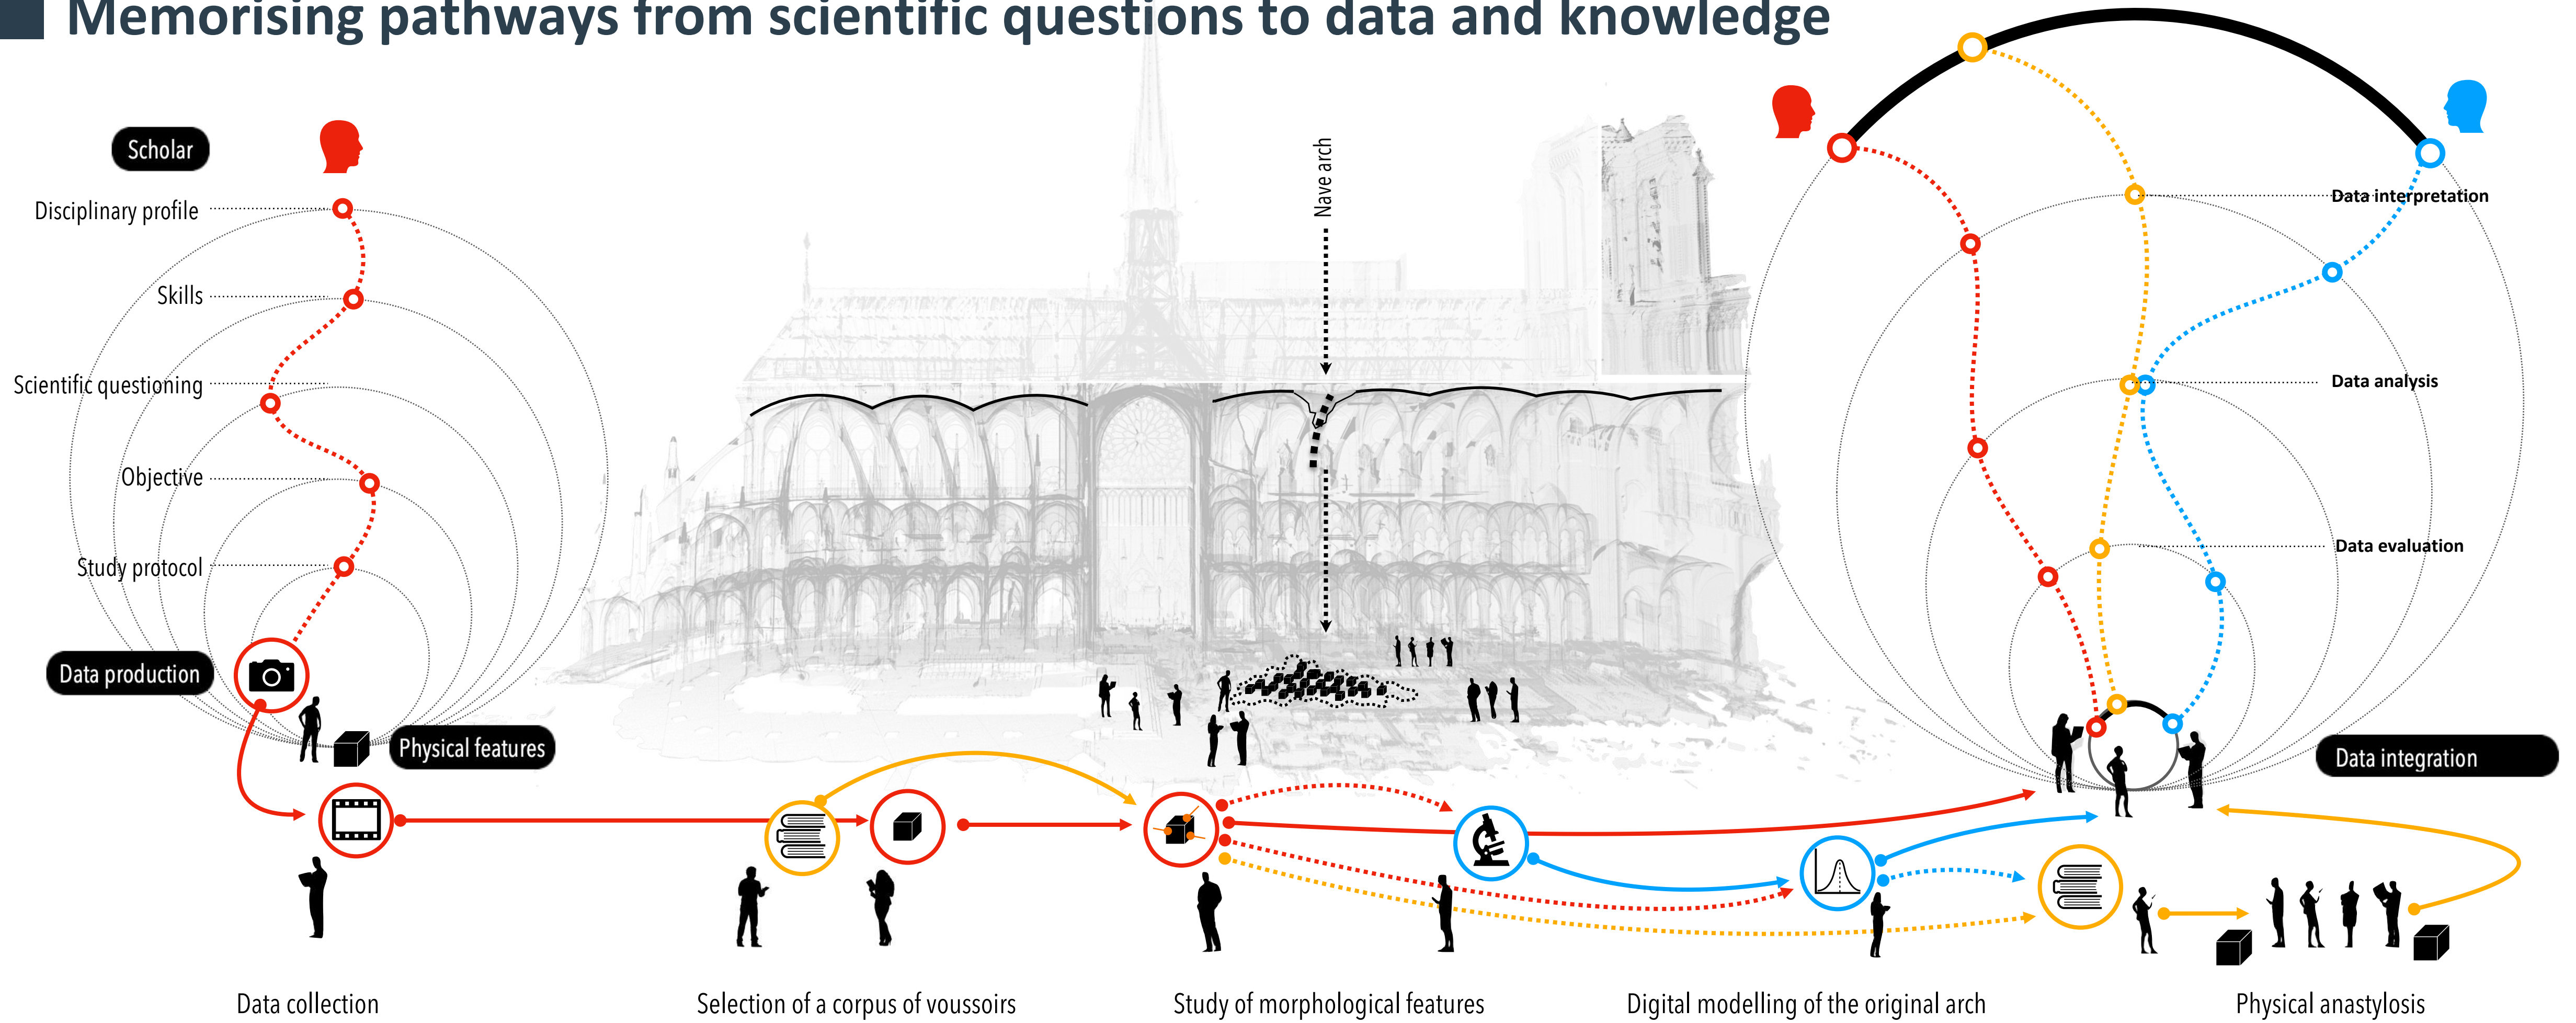 Memorising pathways from scientific questions to data and knowledge
Scholar
Disciplinary profile
Skills
Scientific questioning
Objective
Study protocol
Data production
Physical features
Nave arch
Data interpretation
Data analysis
Data evaluation
Data integration
Data collection
Selection of a corpus of voussoirs
Study of morphological features
Digital modelling of the original arch
Physical anastylosis